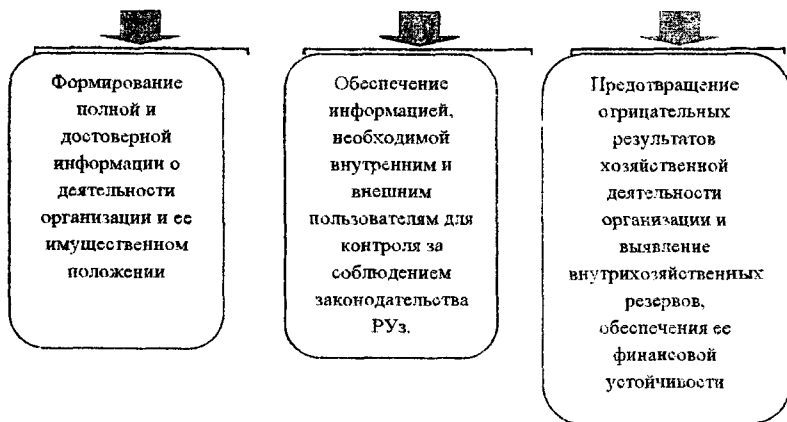 Формирование
полной и
достоверной
информации о
деятельности
организации и ее
имущественном
положении
Обеспечение
информацией,
необходимой
внутренним и
внешним
пользователям для
контроля за
соблюдением
законодательства
РУз.
Предотвращение
отрицательных
результатов
хозяйственной
деятельности
организации и
выявление
внутрихозяйственных
резервов,
обеспечения ее
финансовой
устойчивости